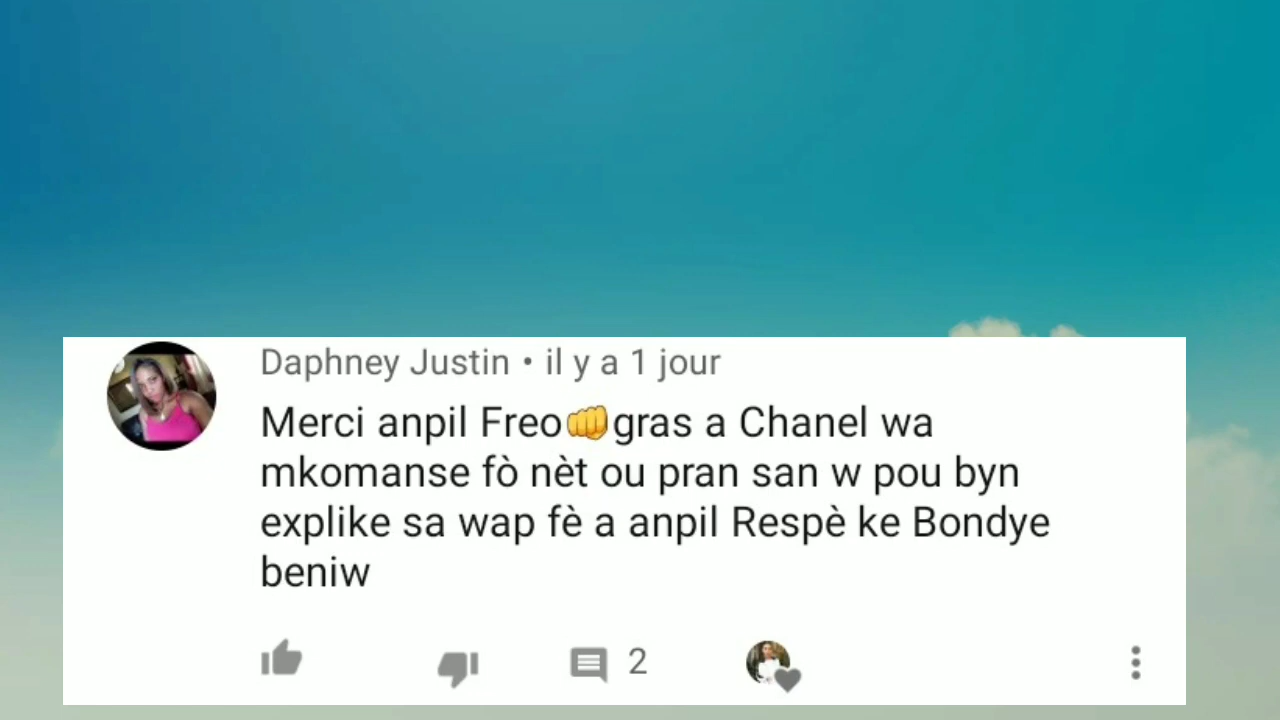 Daphney Justin • il y a 1 jour
Merci anpil Freo👊gras a Chanel wa
mkomanse fò nèt ou pran san w pou byn
explike sa wap fè a anpil Respè ke Bondye
beniw
2